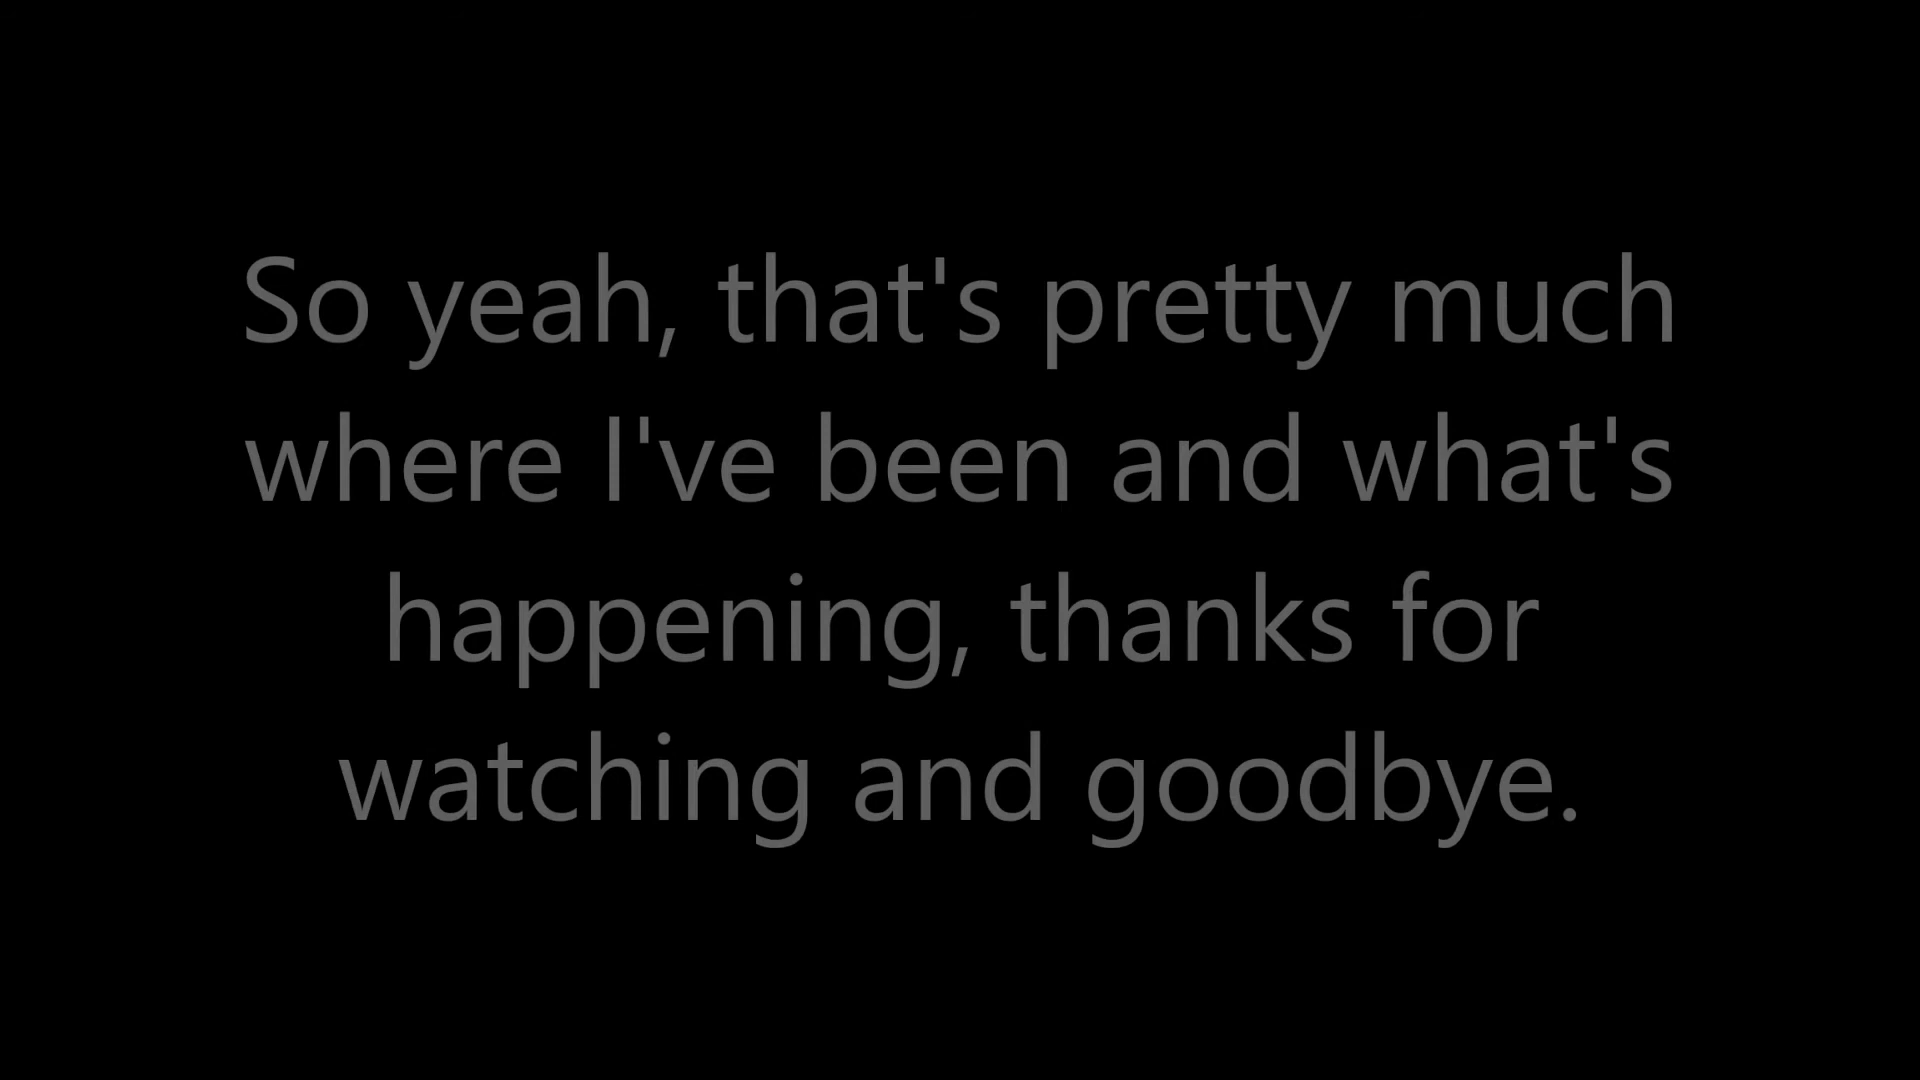 So yeah, that's pretty much
where I've been and what's
happening, thanks for
watching and goodbye.